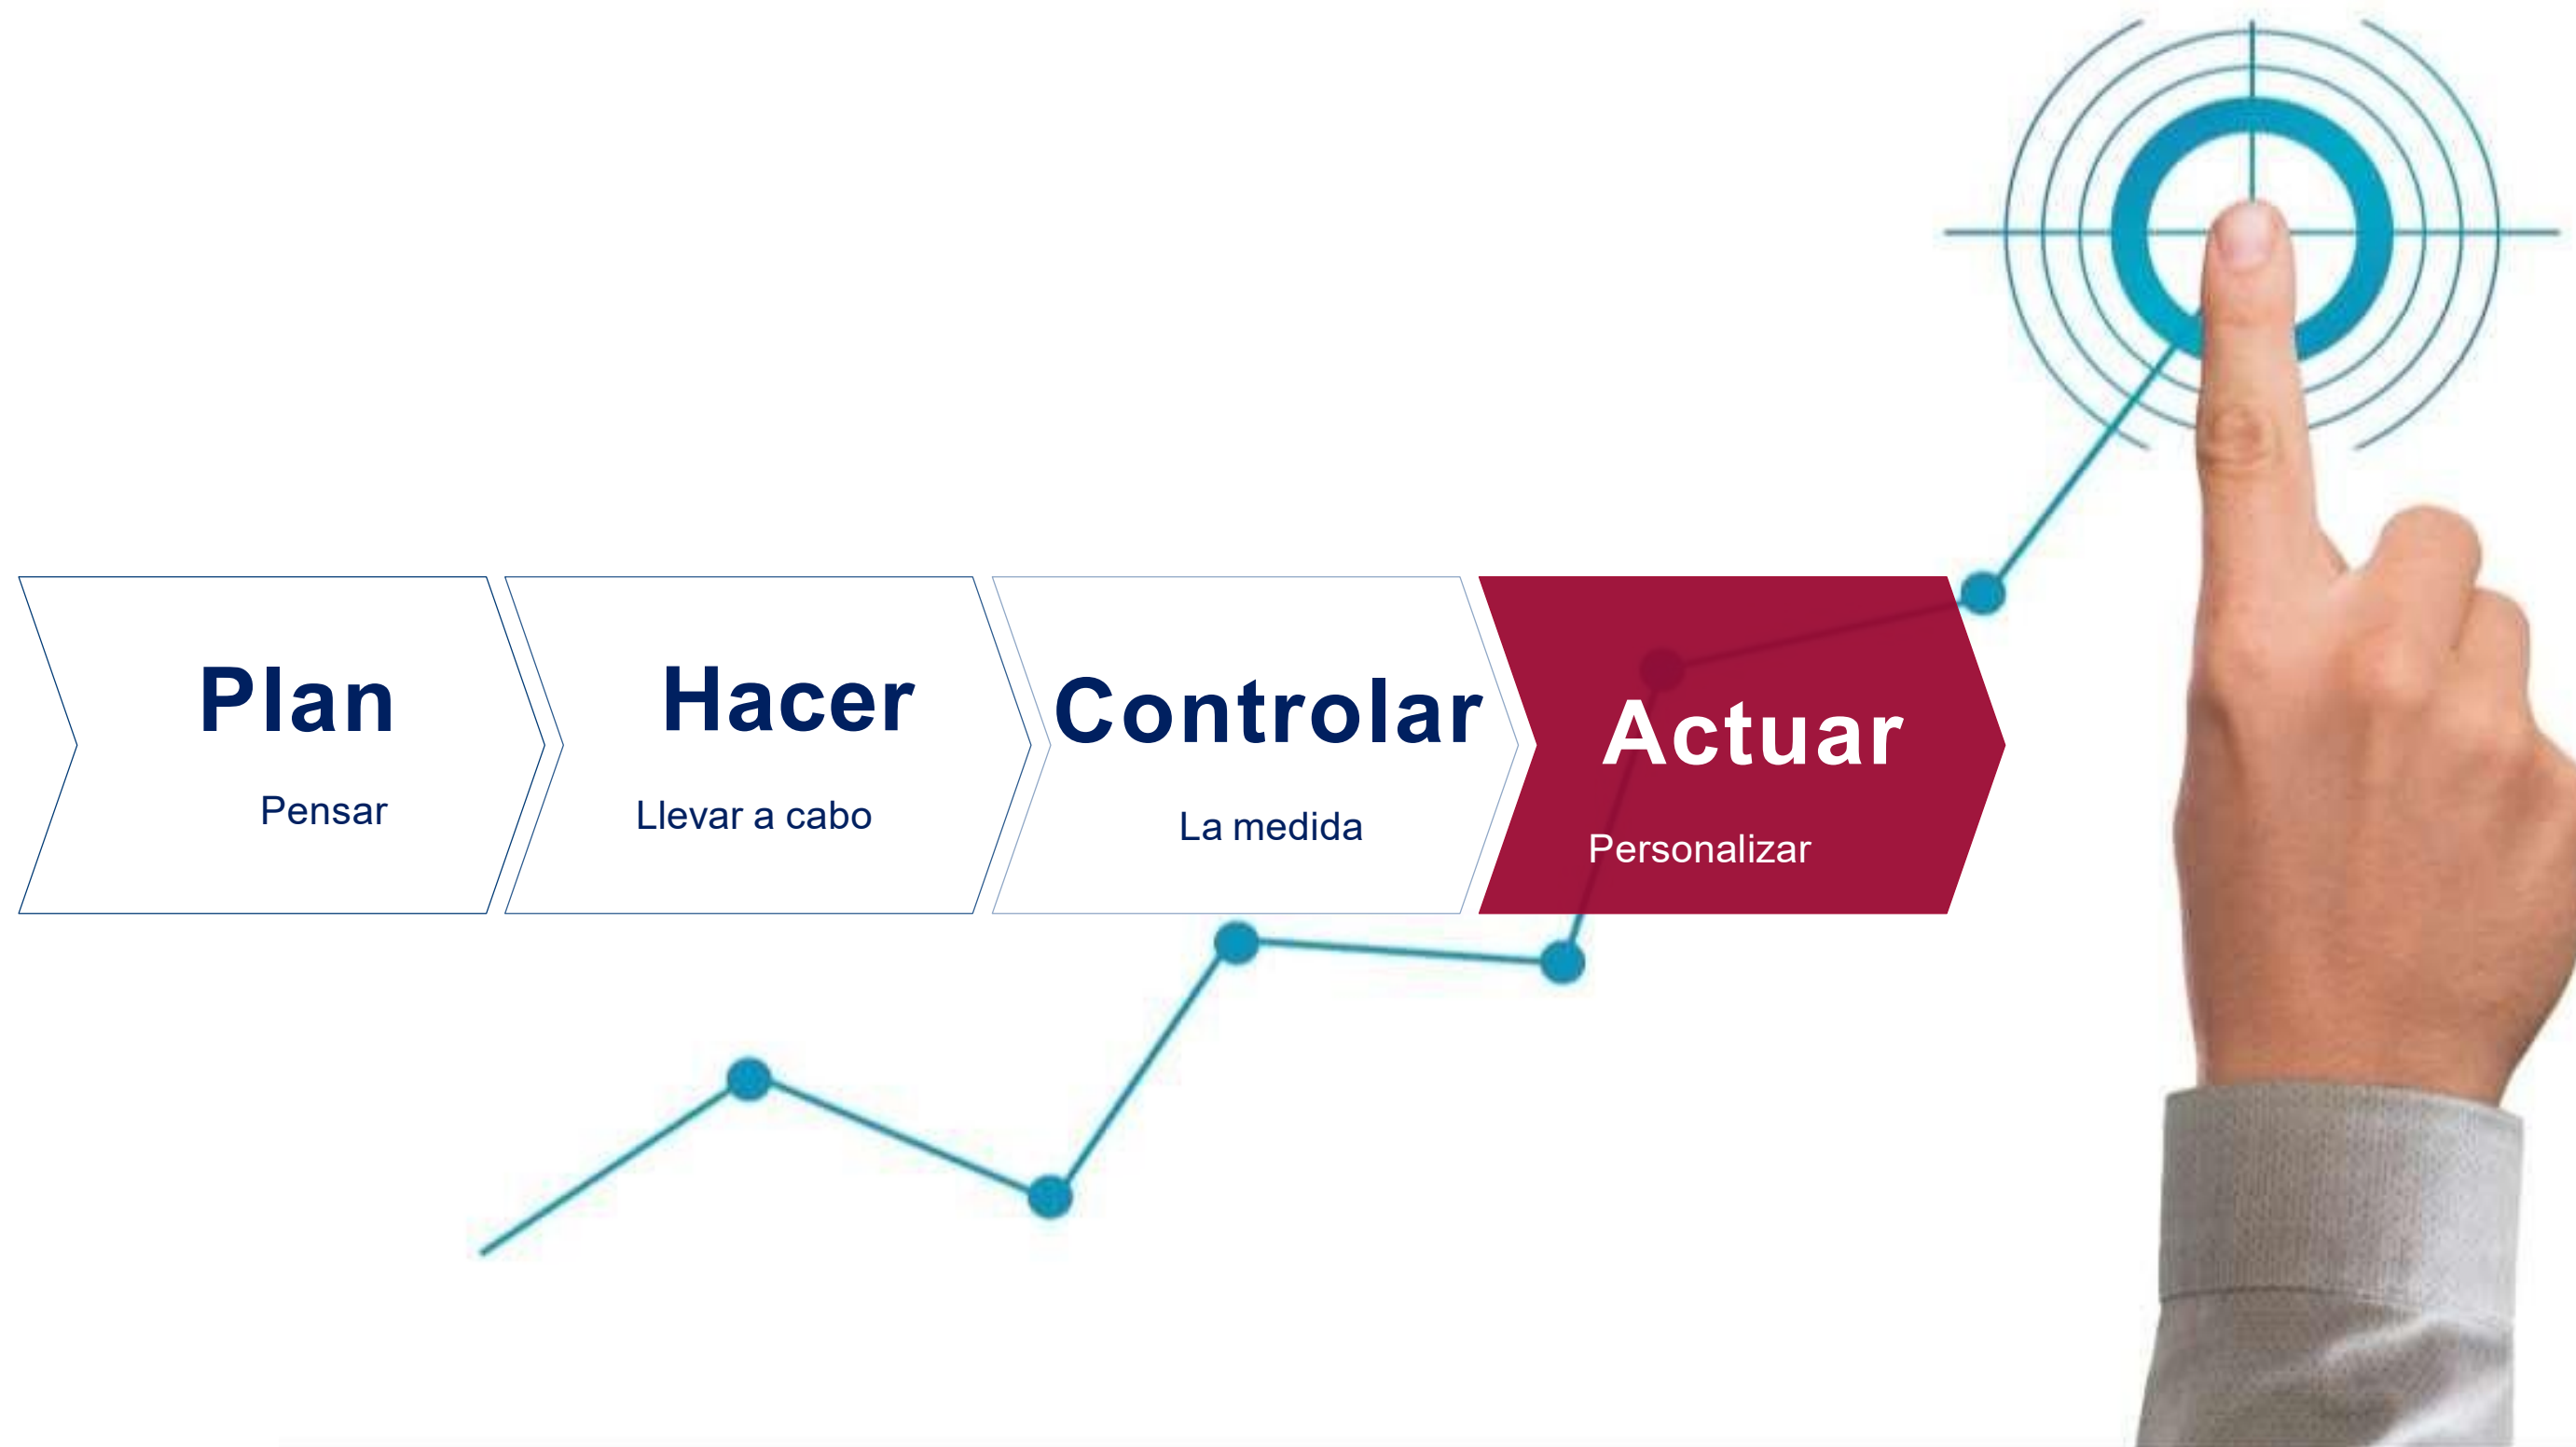 Plan
Pensar
Hacer
Llevar a cabo
Controlar
La medida
Actuar
Personalizar